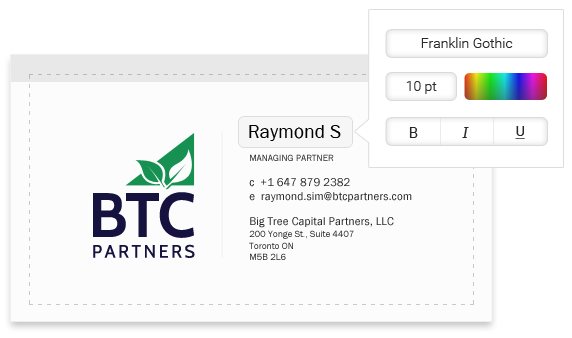 Franklin Gothic
10 pt
B I U
Raymond S
MANAGING PARTNER
c +1 647 879 2382
e raymond.sim@btcpartners.com
Big Tree Capital Partners, LLC
200 Yonge St., Suite 4407
Toronto ON
M5B 2L6
BTC
PARTNERS